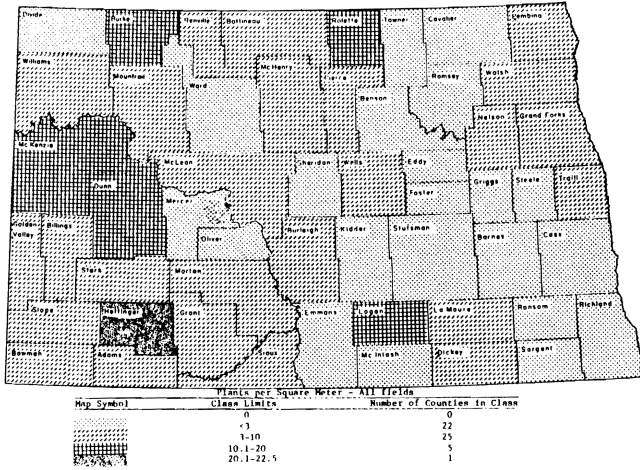 Divide Burke Renville Bottineau Rolette Towner Cavalier Pembina
Williams Mountrail Ward McHenry Pierce Ramsey Walsh
Benson Nelson Grand Forks
McKenzie Dunn McLean Sheridan Wells Eddy
Mercer Foster Griggs Steele Traill
Golden Valley Billings Oliver Burleigh Kidder Stutsman Barnes Cass
Stark Morton
Slope Hettinger Grant Emmons Logan La Moure Ransom Richland
Bowman Adams Sioux Mc Intosh Dickey Sargent
Plants per Square Meter - All fields
Map Symbol Class Limits Number of Counties in Class
0 0
<3 22
3-10 25
10.1-20 5
20.1-22.5 1